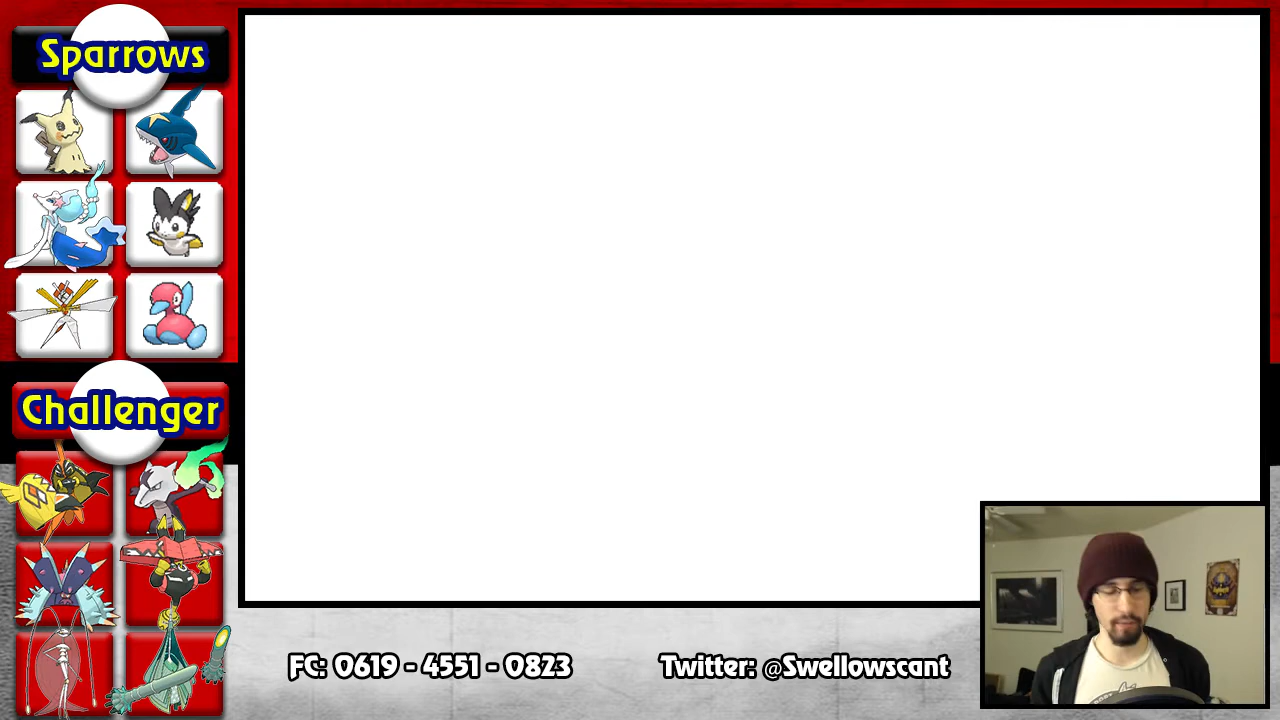 Sparrows
Challenger
FC: 0619 - 4551 - 0823
Twitter: @Swellowscant